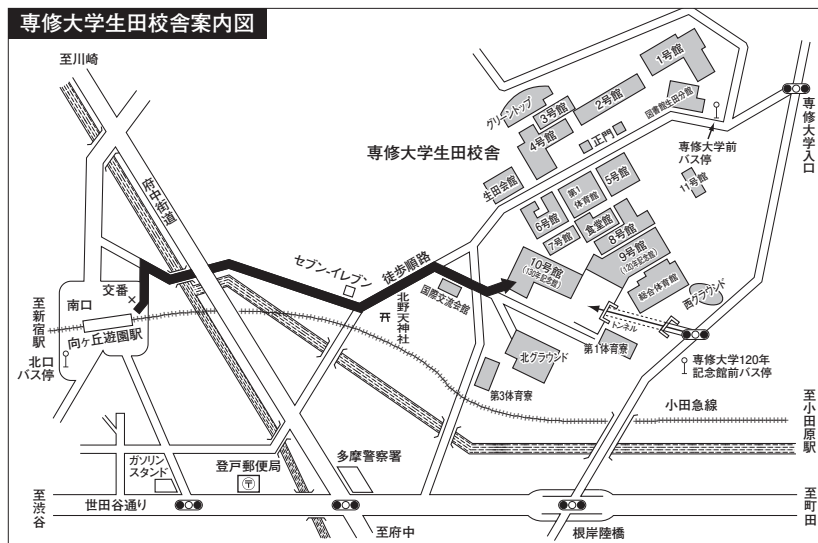 専修大学生田校舎案内図
至川崎
府中街道
専修大学生田校舎
グリーントップ
3号館
4号館
2号館
1号館
図書館生田分館
正門
生田会館
専修大学前
バス停
専修大学入口
11号館
5号館
第1
体育館
6号館
7号館
食堂館
8号館
9号館
(120年記念館)
10号館
(130年記念館)
総合体育館
西グラウンド
トンネル
第1体育寮
専修大学120年
記念館前バス停
北グラウンド
第3体育寮
国際交流会館
徒歩順路
セブン‐イレブン
北野天神社
交番
南口
向ヶ丘遊園駅
至新宿駅
北口
バス停
小田急線
至小田原駅
ガソリン
スタンド
登戸郵便局
多摩警察署
至渋谷
世田谷通り
至府中
根岸陸橋
至町田